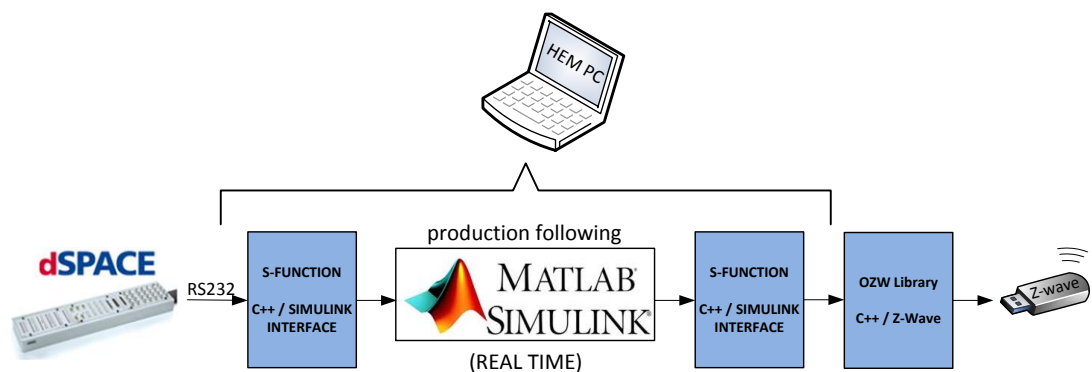 HEM PC
production following
dSPACE
RS232
S-FUNCTION
C++ / SIMULINK
INTERFACE
MATLAB®
SIMULINK®
(REAL TIME)
S-FUNCTION
C++ / SIMULINK
INTERFACE
OZW Library
C++ / Z-Wave
Z-wave